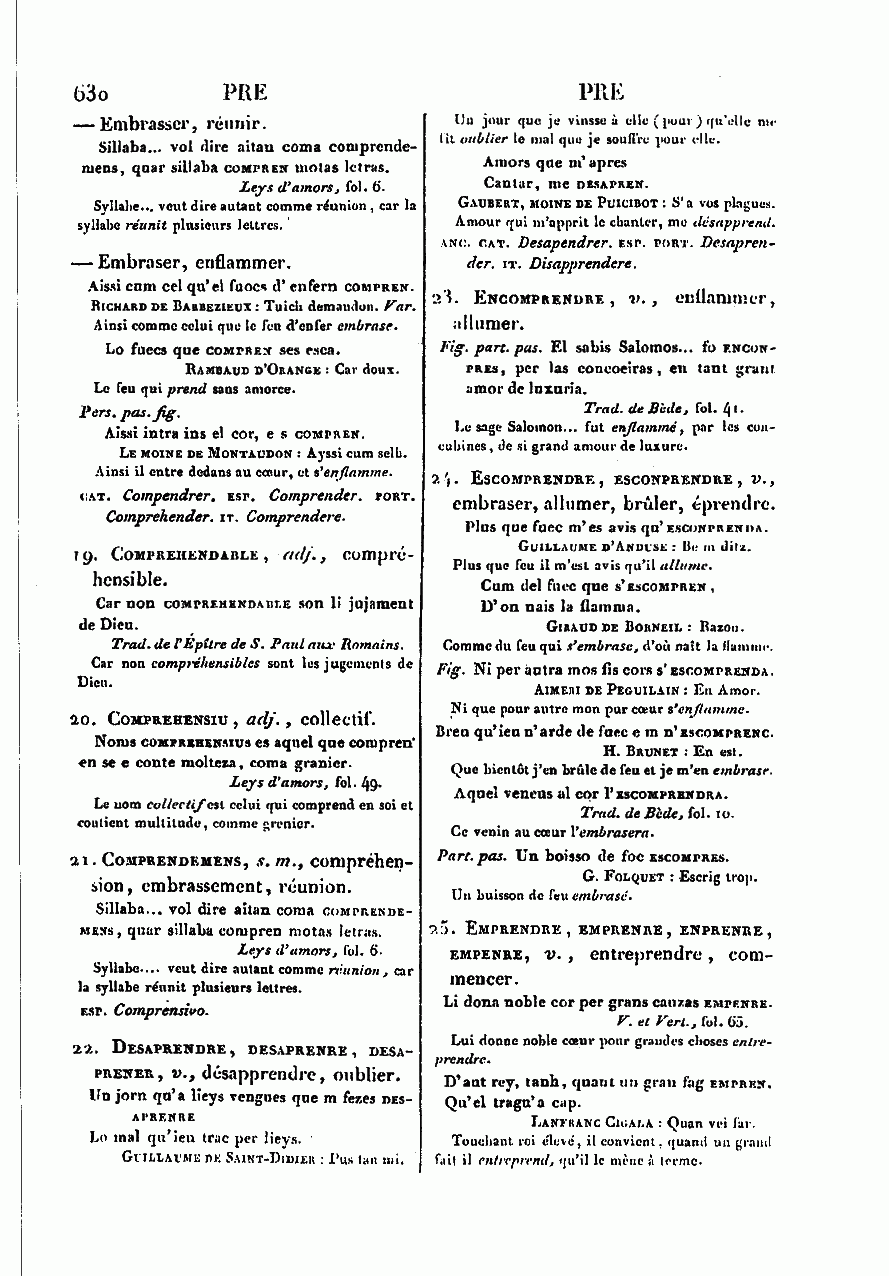 630 PRE PRE
— Embrasser, réunir.
Sillaba... vol dire aitau coma comprende-
mens, quar sillaba COMPREN motas letras.
Leys d'amors, fol. 6.
Syllabe... veut dire autant comme réunion, car la
syllabe réunit plusieurs lettres.
— Embraser, enflammer.
Aissi cum cel qu'el fuocs d'enfern COMPREN.
RICHARD DE BARBEZIEUX : Tuich demandon. Var.
Ainsi comme celui que le feu d'enfer embrase.
Lo fuecs que COMPREN ses esca.
RAMBAUD D'ORANGE : Car doux.
Le feu qui prend sans amorce.
Pers. pas. fig.
Aissi intra ins el cor, e s COMPREN.
LE MOINE DE MONTAUDON : Ayssi cum selh.
Ainsi il entre dedans au cœur, et s'enflamme.
CAT. Compendrer. ESP. Comprender. PORT.
Comprehender. IT. Comprendere.
19. COMPREHENDABLE, adj., compré-
hensible.
Car non COMPREHENDABLE son li jujament
de Dieu.
Trad. de l'Épître de S. Paul aux Romains.
Car non compréhensibles sont les jugements de
Dieu.
20. COMPREHENSIU, adj., collectif.
Noms COMPREHENSIUS es aquel que compren
en se e conte molteza, coma granier.
Leys d'amors, fol. 49.
Le nom collectif est celui qui comprend en soi et
contient multitude, comme grenier.
21. COMPRENDEMENS, s. m., compréhen-
sion, embrassement, réunion.
Sillaba... vol dire aitan coma COMPRENDE-
MENS, quar sillaba compren motas letras.
Leys d'amors, fol. 6.
Syllabe.... veut dire autant comme réunion, car
la syllabe réunit plusieurs lettres.
ESP. Comprensivo.
22. DESAPRENDRE, DESAPRENRE, DESA-
PRENER, v., désapprendre, oublier.
Un jorn qu'a lieys vengues que m fezes DES-
APRENRE
Lo mal qu'ieu trac per lieys.
GUILLAUME DE SAINT-DIDIER : Pus tan mi.
Un jour que je vinsse à elle (pour) qu'elle me
fit oublier le mal que je souffre pour elle.
Amors que m'apres
Cantar, me DESAPREN.
GAUBERT, MOINE DE PUICIBOT : S'a vos plagues.
Amour qui m'apprit le chanter, me désapprend.
ANC. CAT. Desapendrer. ESP. PORT. Desapren-
der. IT. Disapprendere.
23. ENCOMPRENDRE, v., enflammer,
allumer.
Fig. part. pas. El sabis Salomos... fo ENCON-
PRES, per las concoeiras, en tant grant
amor de luxuria.
Trad. de Bède, fol. 41.
Le sage Salomon... fut enflammé, par les con-
cubines, de si grand amour de luxure.
24. ESCOMPRENDRE, ESCONPRENDRE, v.,
embraser, allumer, brûler, éprendre.
Plus que fuec m'es avis qu'ESCONPRENDA.
GUILLAUME D'ANDUSE : Be m ditz.
Plus que feu il m'est avis qu'il allume.
Cum del fuec que s'ESCOMPREN,
D'on nais la flamma.
GIRAUD DE BORNEIL : Razon.
Comme du feu qui s'embrase, d'où naît la flamme.
Fig. Ni per autra mos fis cors s'ESCOMPRENDA.
AIMERI DE PEGUILAIN : En Amor.
Ni que pour autre mon pur cœur s'enflamme.
Breu qu'ieu n'arde de fuec e m n'ESCOMPRENC.
H. BRUNET : En est.
Que bientôt j'en brûle de feu et je m'en embrase.
Aquel venens al cor l'ESCOMPRENDRA.
Trad. de Bède, fol. 10.
Ce venin au cœur l'embrasera.
Part. pas. Un boisso de foc ESCOMPRES.
G. FOLQUET : Escrig trop.
Un buisson de feu embrasé.
25. EMPRENDRE, EMPRENRE, ENPRENRE,
EMPENRE, v., entreprendre, com-
mencer.
Li dona noble cor per grans cauzas EMPENRE.
V. et Vert., fol. 65.
Lui donne noble cœur pour grandes choses entre-
prendre.
D'aut rey, tanh, quant un gran fag EMPREN.
Qu'el tragu'a cap.
LANFRANC CIGALA : Quan vei far.
Touchant roi élevé, il convient, quand un grand
fait il entreprend, qu'il le mène à terme.